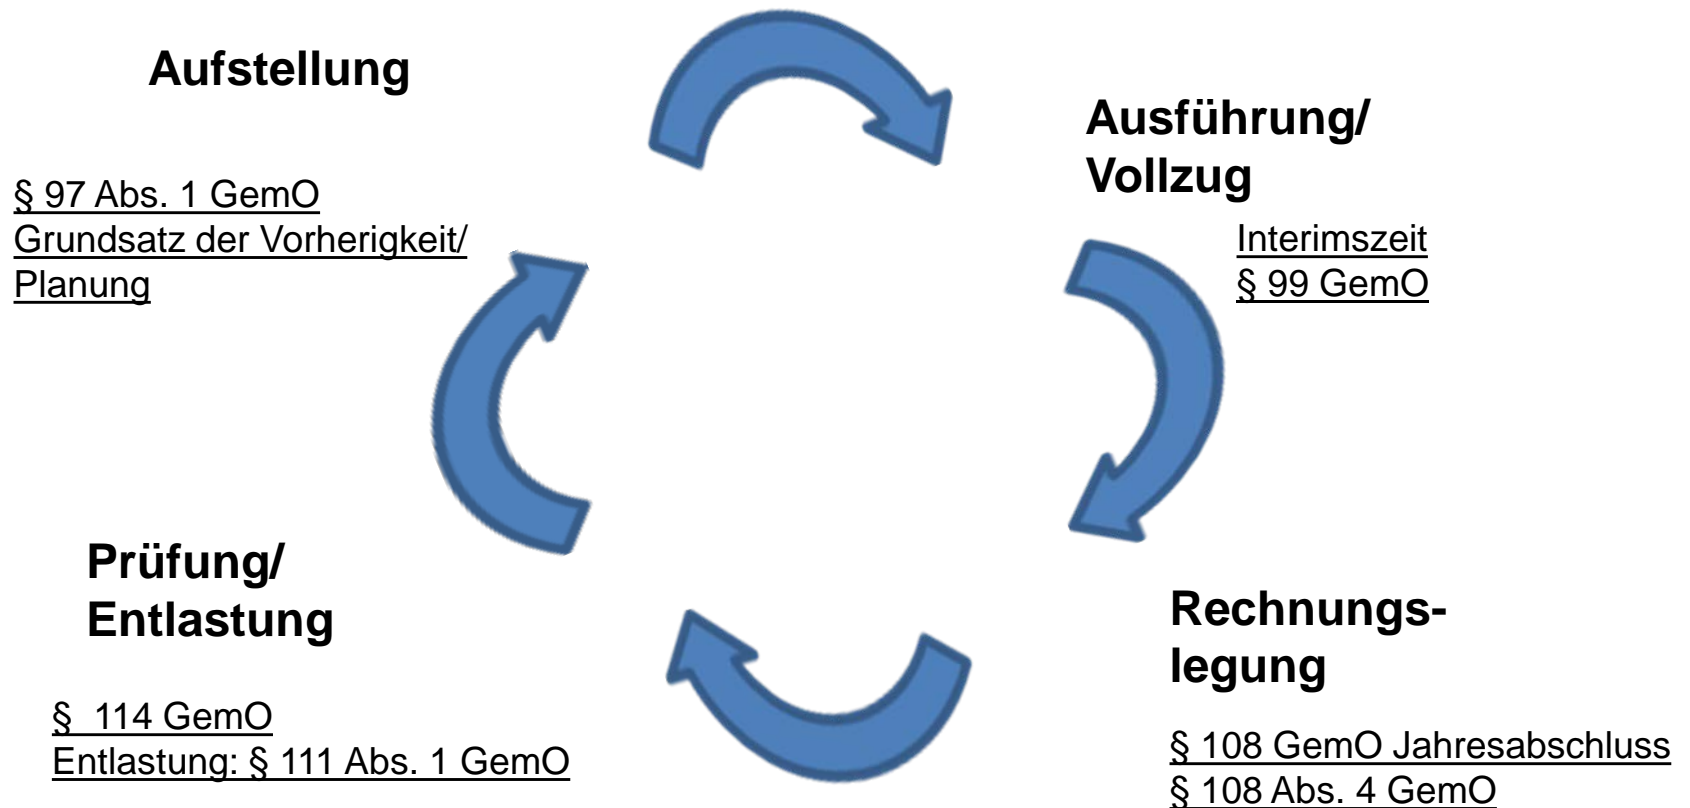 Aufstellung
§ 97 Abs. 1 GemO
Grundsatz der Vorherigkeit/
Planung
Ausführung/
Vollzug
Interimszeit
§ 99 GemO
Rechnungs-
legung
§ 108 GemO Jahresabschluss
§ 108 Abs. 4 GemO
Prüfung/
Entlastung
§  114 GemO
Entlastung: § 111 Abs. 1 GemO